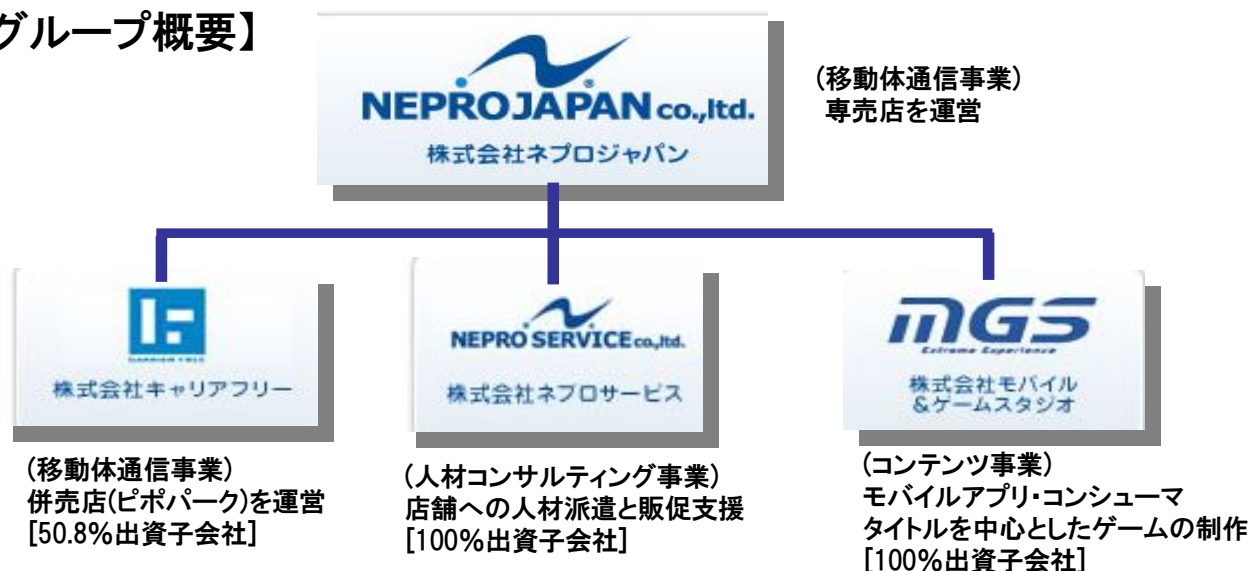 グループ概要】
NEPROJAPAN co.,ltd.
株式会社ネプロジャパン
(移動体通信事業)
専売店を運営
株式会社キャリアフリー
(移動体通信事業)
併売店(ピポパーク)を運営
[50.8%出資子会社]
NEPRO SERVICE co.,ltd.
株式会社ネプロサービス
(人材コンサルティング事業)
店舗への人材派遣と販促支援
[100%出資子会社]
MGS
Extreme Experience
株式会社モバイル
&ゲームスタジオ
(コンテンツ事業)
モバイルアプリ・コンシューマ
タイトルを中心としたゲームの制作
[100%出資子会社]